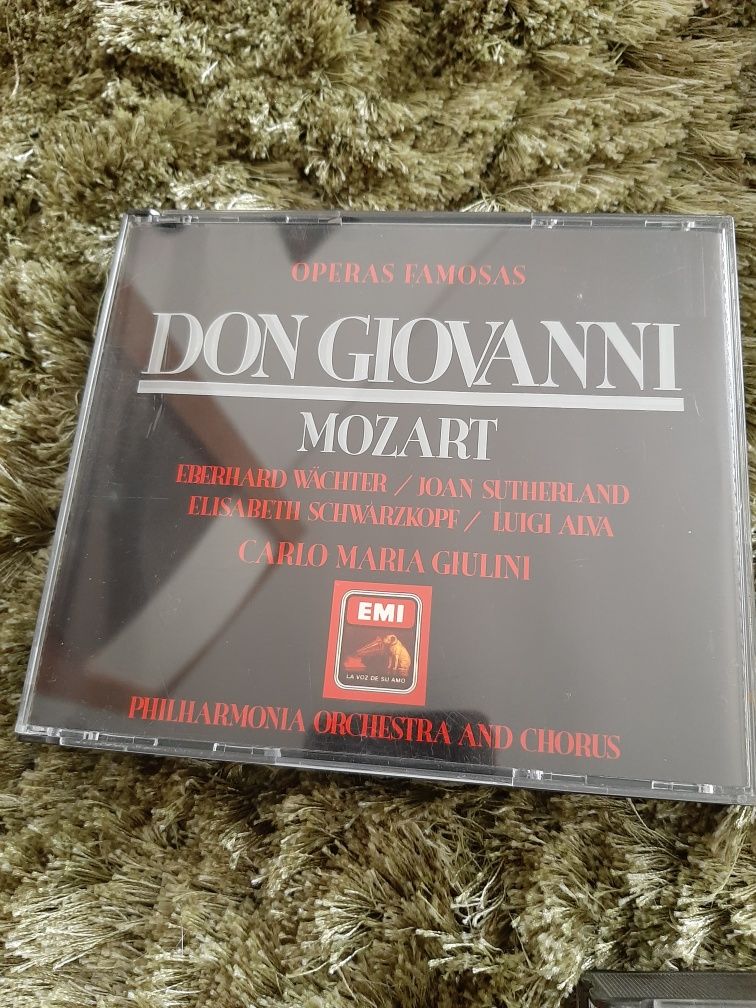 OPERAS FAMOSAS
DON GIOVANNI
MOZART
EBERHARD WÄCHTER / JOAN SUTHERLAND
ELISABETH SCHWARZKOPF / LUIGI ALVA
CARLO MARIA GIULINI
EMI
LA VOZ DE SU AMO
PHILHARMONIA ORCHESTRA AND CHORUS